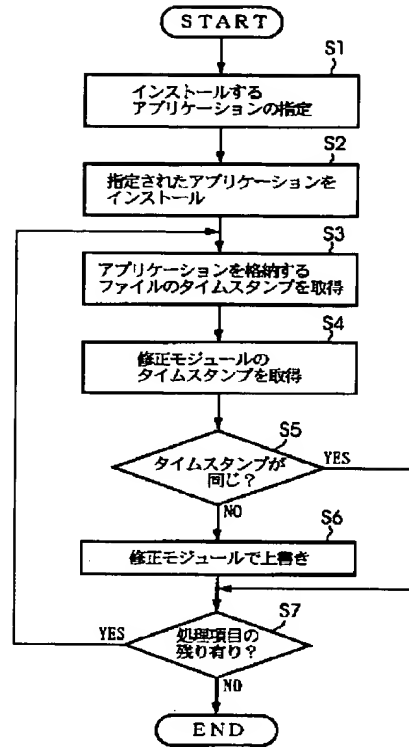 START
S1
インストールする
アプリケーションの指定
S2
指定されたアプリケーションを
インストール
S3
アプリケーションを格納する
ファイルのタイムスタンプを取得
S4
修正モジュールの
タイムスタンプを取得
S5
タイムスタンプが
同じ?
YES
NO
S6
修正モジュールで上書き
S7
処理項目の
残り有り?
YES
NO
END